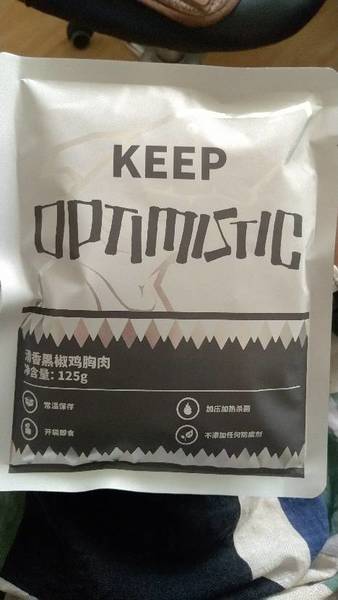 KEEP
OPTIMISTIC
清香黑椒鸡胸肉
净含量：125g
常温保存
加压加热杀菌
开袋即食
不添加任何防腐剂